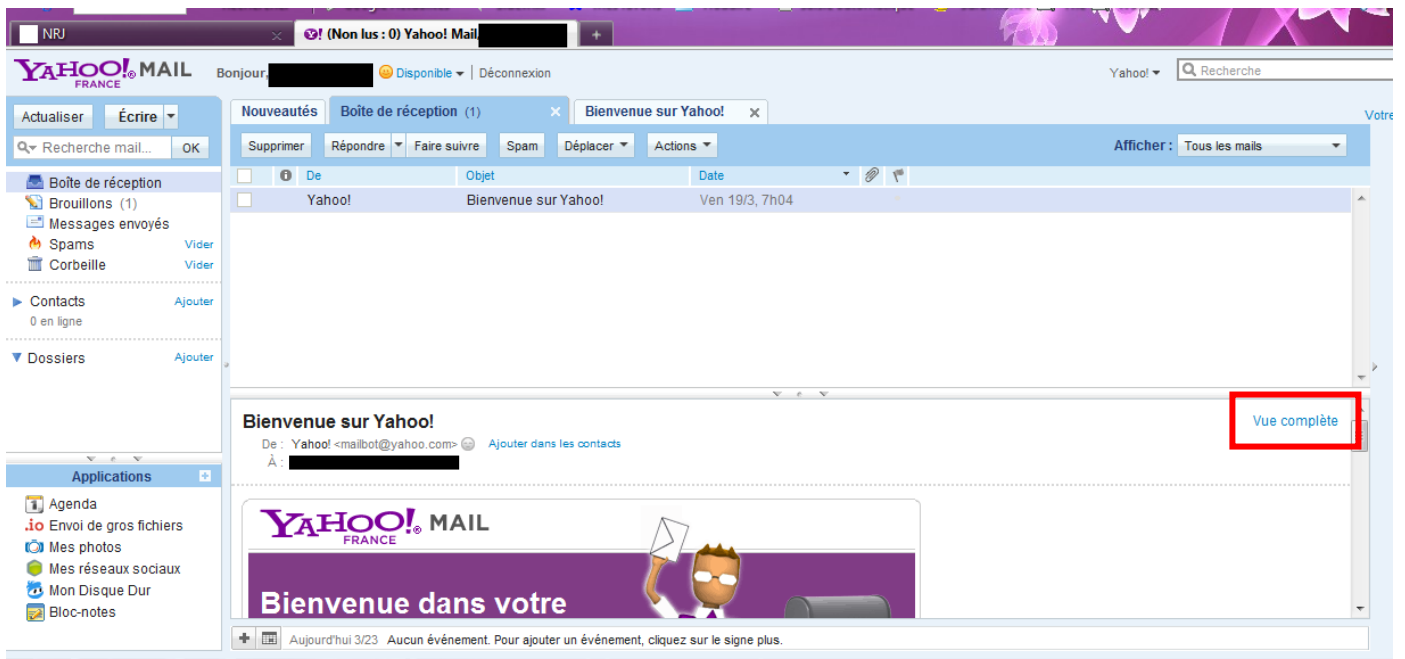 NRJ
Y! (Non lus : 0) Yahoo! Mail,
YAHOO!® MAIL
FRANCE
Bonjour,
Disponible
Déconnexion
Yahoo!
Recherche
Actualiser
Écrire
Nouveautés
Boîte de réception (1)
Bienvenue sur Yahoo!
Votre
Recherche mail...
OK
Supprimer
Répondre
Faire suivre
Spam
Déplacer
Actions
Afficher :
Tous les mails
De
Objet
Date
Yahoo!
Bienvenue sur Yahoo!
Ven 19/3, 7h04
Boîte de réception
Brouillons (1)
Messages envoyés
Spams Vider
Corbeille Vider
Contacts Ajouter
0 en ligne
Dossiers Ajouter
Bienvenue sur Yahoo!
Vue complète
De : Yahoo! <mailbot@yahoo.com> Ajouter dans les contacts
À :
Applications
Agenda
.io Envoi de gros fichiers
Mes photos
Mes réseaux sociaux
Mon Disque Dur
Bloc-notes
YAHOO!® MAIL
FRANCE
Bienvenue dans votre
Aujourd'hui 3/23 Aucun événement. Pour ajouter un événement, cliquez sur le signe plus.